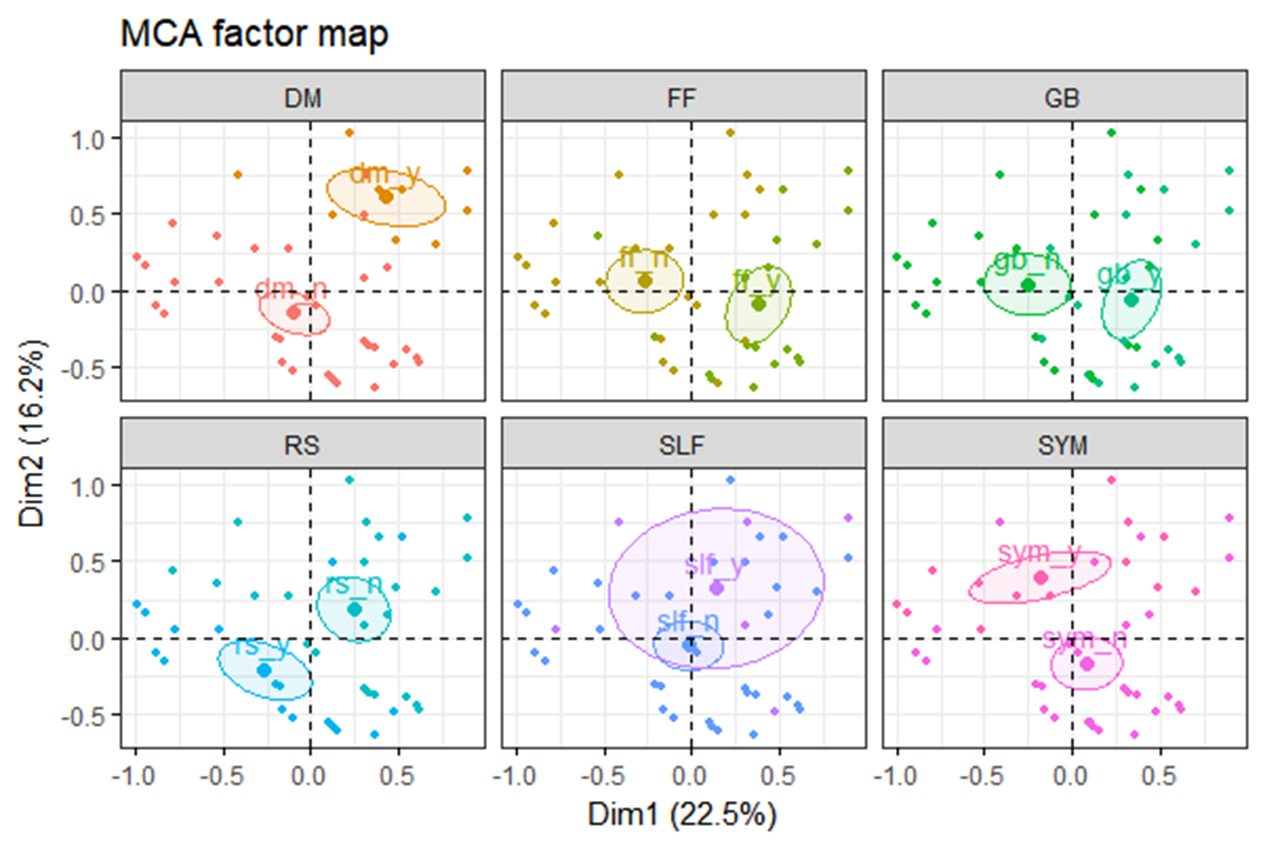 MCA factor map
DM
FF
GB
1.0
0.5
0.0
-0.5
dm_y
dm_n
ff_n
ff_y
gb_n
gb_y
RS
SLF
SYM
1.0
0.5
0.0
-0.5
rs_n
rs_y
slf_y
slf_n
sym_y
sym_n
-1.0 -0.5 0.0 0.5
-1.0 -0.5 0.0 0.5
-1.0 -0.5 0.0 0.5
Dim1 (22.5%)
Dim2 (16.2%)